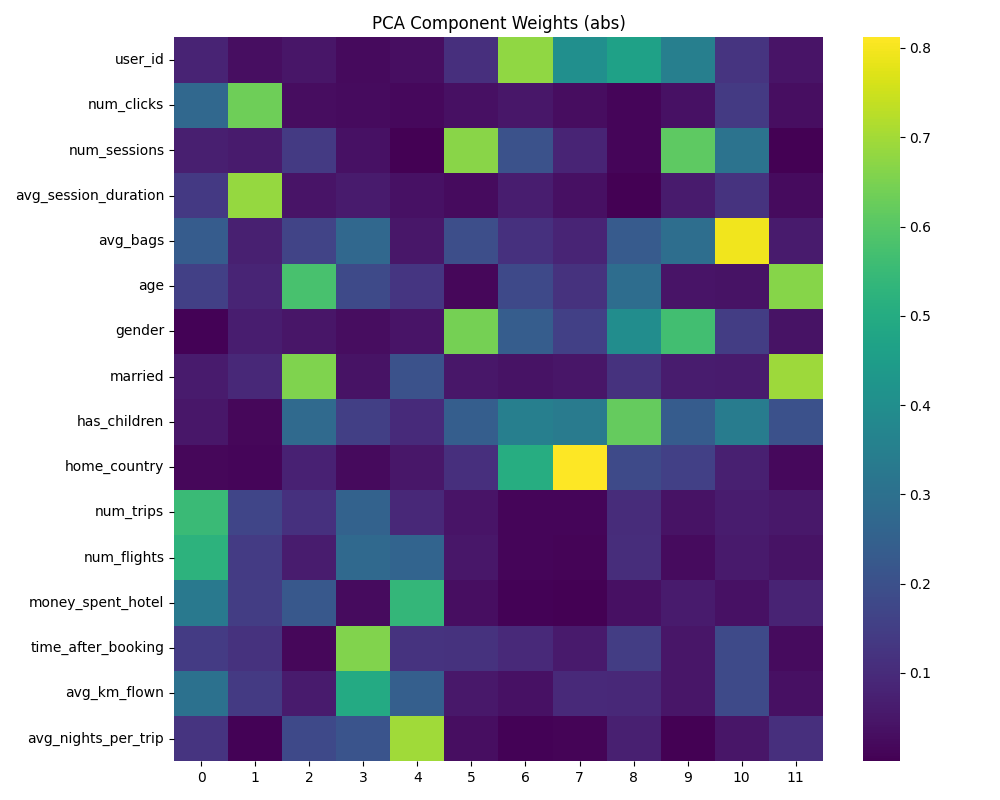 PCA Component Weights (abs)
user_id
num_clicks
num_sessions
avg_session_duration
avg_bags
age
gender
married
has_children
home_country
num_trips
num_flights
money_spent_hotel
time_after_booking
avg_km_flown
avg_nights_per_trip
0 1 2 3 4 5 6 7 8 9 10 11
0.8
0.7
0.6
0.5
0.4
0.3
0.2
0.1